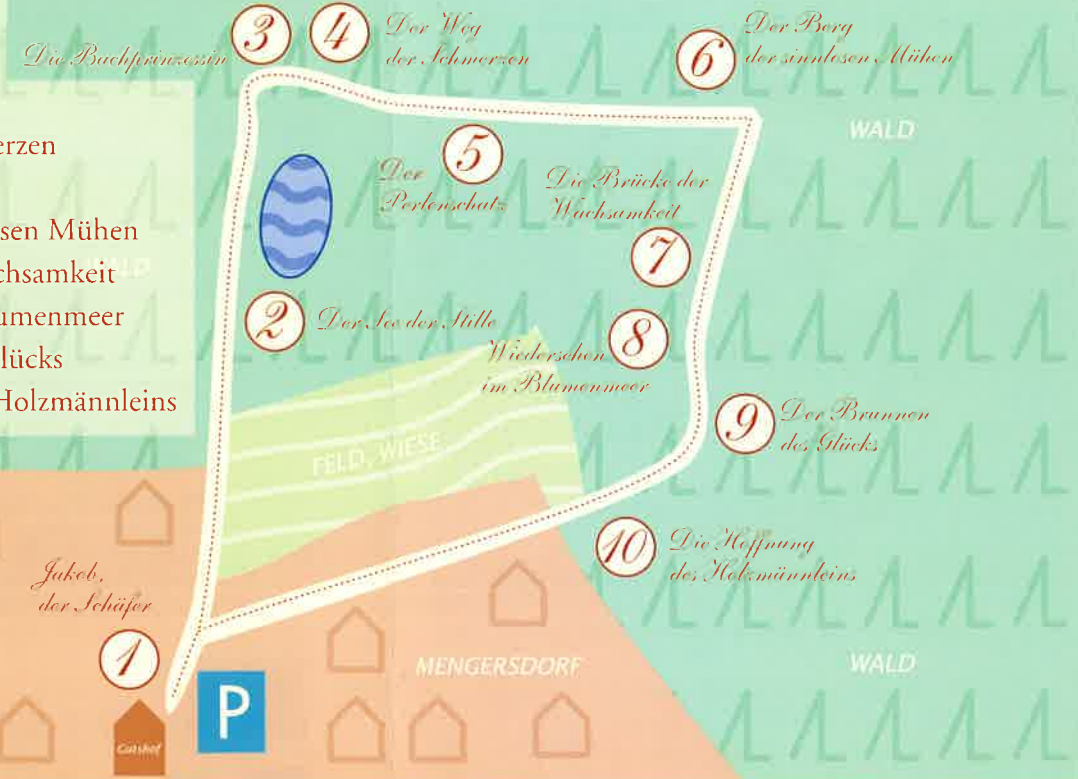 erzen
sen Mühen
chsamkeit
umenmeer
lücks
Holzmännleins
3
Die Bachprinzessin
4
Der Weg
der Schmerzen
6
Der Berg
der sinnlosen Mühen
WALD
5
Der
Perlenschatz
Die Brücke der
Wachsamkeit
7
WALD
2
Der See der Stille
8
Wiedersehen
im Blumenmeer
9
Der Brunnen
des Glücks
FELD, WIESE
10
Die Hoffnung
des Holzmännleins
Jakob,
der Schäfer
1
MENGERSDORF
WALD
P
Gutshof